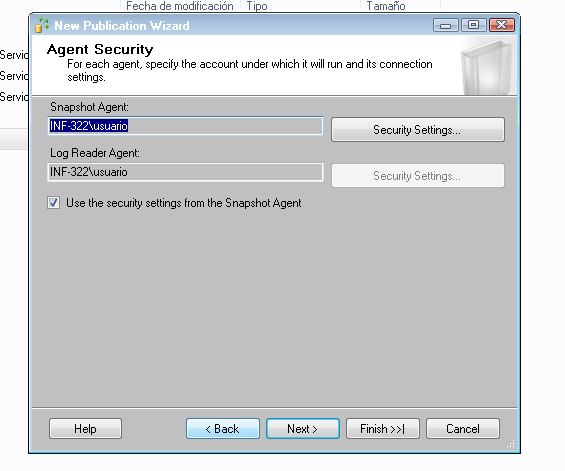 Fecha de modificación Tipo Tamaño
New Publication Wizard
Agent Security
For each agent, specify the account under which it will run and its connection
settings.
Servic
Servic
Servic
Snapshot Agent:
INF-322\usuario
Security Settings...
Log Reader Agent:
INF-322\usuario
Security Settings...
Use the security settings from the Snapshot Agent
Help
< Back
Next >
Finish >>|
Cancel